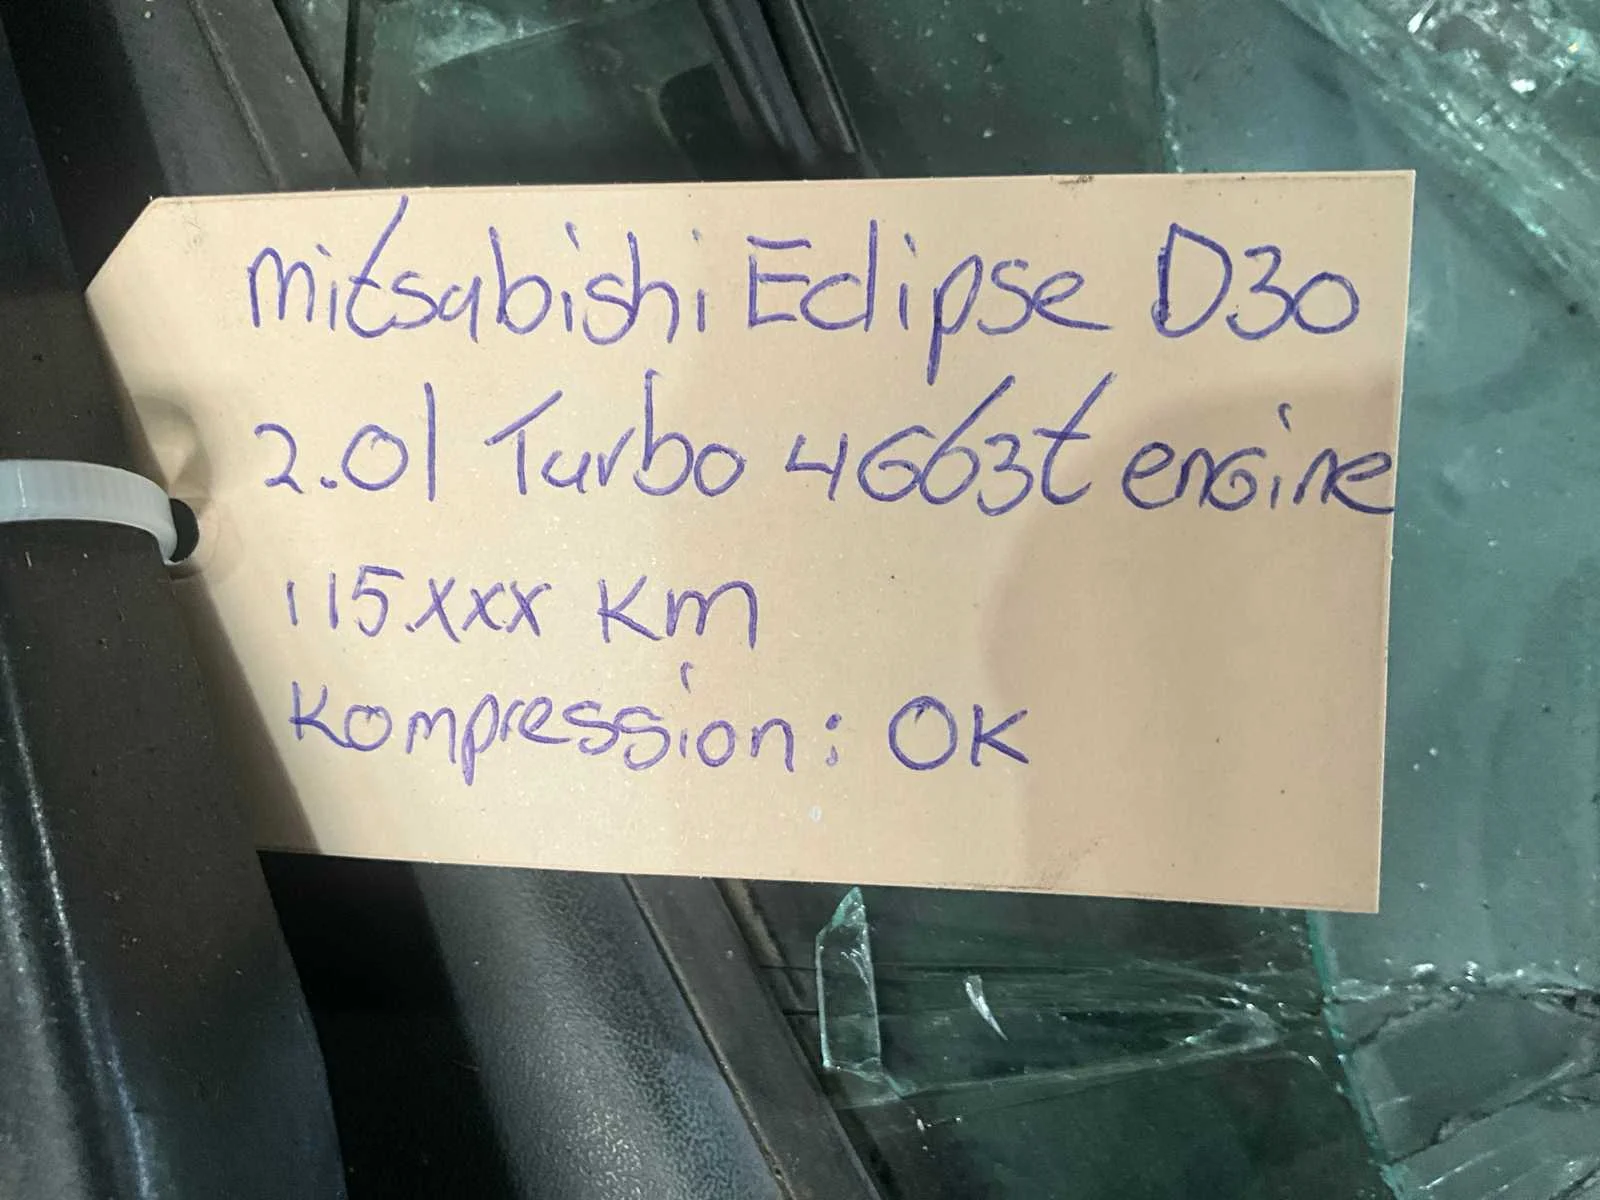 Mitsubishi Eclipse D30
2.0l Turbo 4G63t engine
115.xxx Km
Kompression: OK